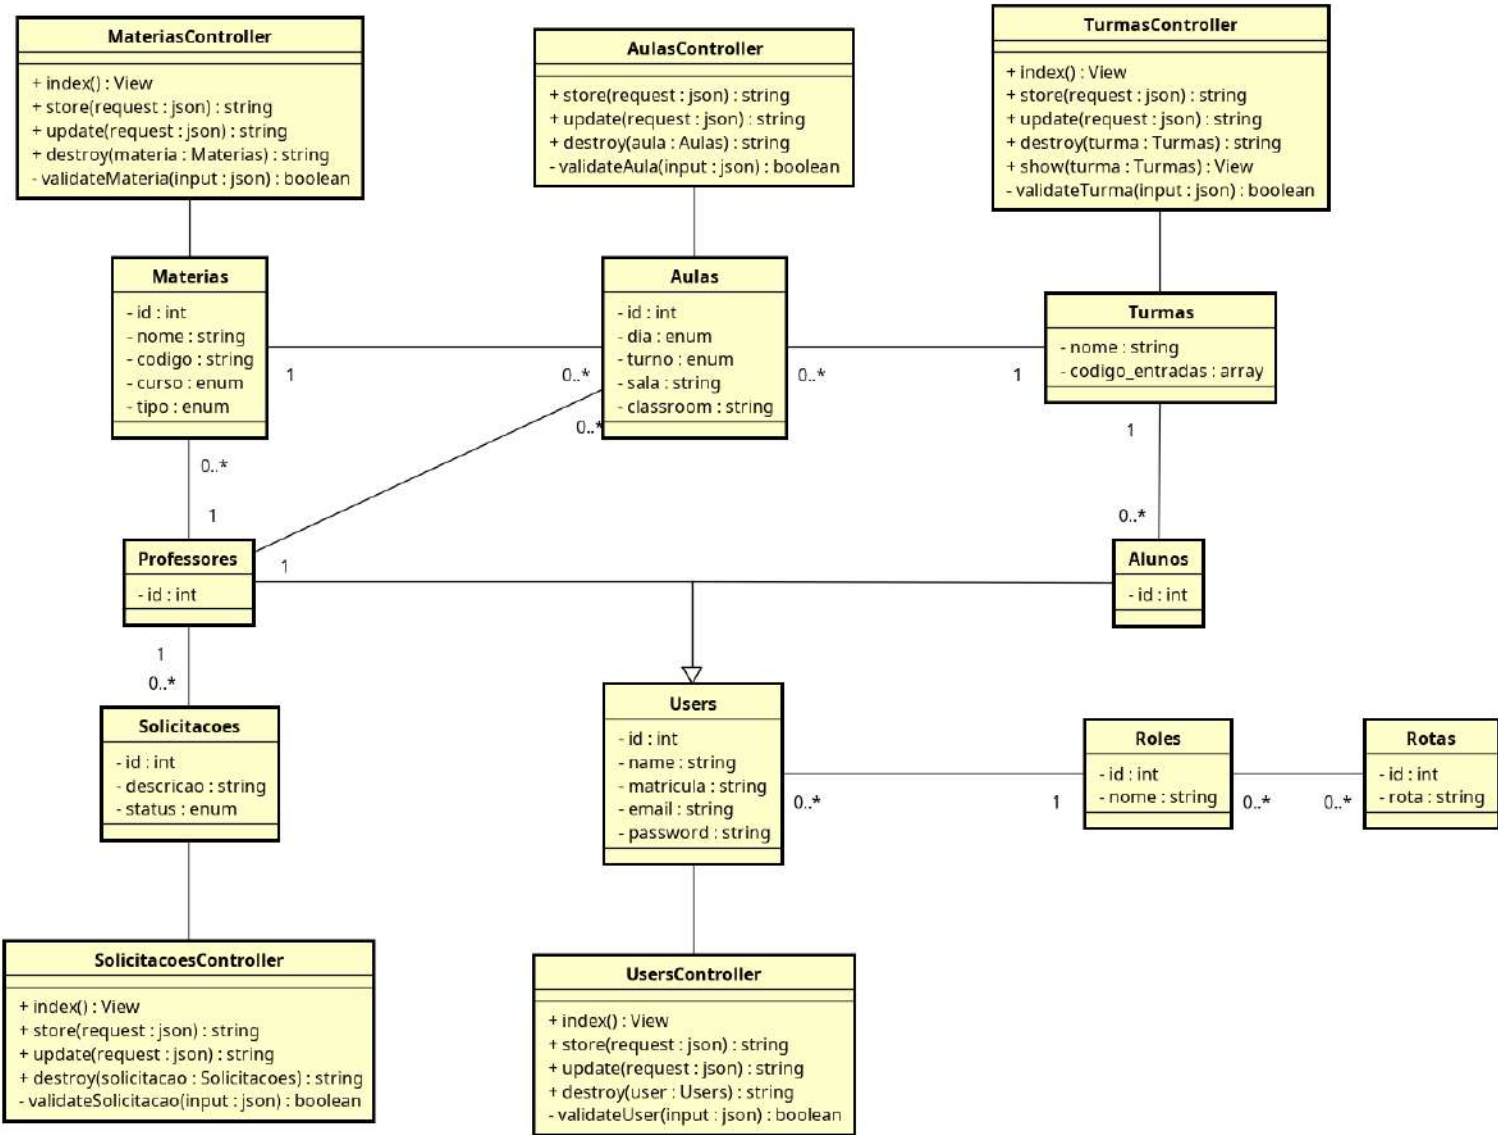 MateriasController
+ index() : View
+ store(request : json) : string
+ update(request : json) : string
+ destroy(materia : Materias) : string
- validateMateria(input : json) : boolean
AulasController
+ store(request : json) : string
+ update(request : json) : string
+ destroy(aula : Aulas) : string
- validateAula(input : json) : boolean
TurmasController
+ index() : View
+ store(request : json) : string
+ update(request : json) : string
+ destroy(turma : Turmas) : string
+ show(turma : Turmas) : View
- validateTurma(input : json) : boolean
Materias
- id : int
- nome : string
- codigo : string
- curso : enum
- tipo : enum
1
0..*
Aulas
- id : int
- dia : enum
- turno : enum
- sala : string
- classroom : string
0..*
0..*
1
Turmas
- nome : string
- codigo_entradas : array
1
0..*
0..*
1
Professores
- id : int
1
Alunos
- id : int
1
0..*
Solicitacoes
- id : int
- descricao : string
- status : enum
Users
- id : int
- name : string
- matricula : string
- email : string
- password : string
0..*
1
Roles
- id : int
- nome : string
0..*
0..*
Rotas
- id : int
- rota : string
SolicitacoesController
+ index() : View
+ store(request : json) : string
+ update(request : json) : string
+ destroy(solicitacao : Solicitacoes) : string
- validateSolicitacao(input : json) : boolean
UsersController
+ index() : View
+ store(request : json) : string
+ update(request : json) : string
+ destroy(user : Users) : string
- validateUser(input : json) : boolean